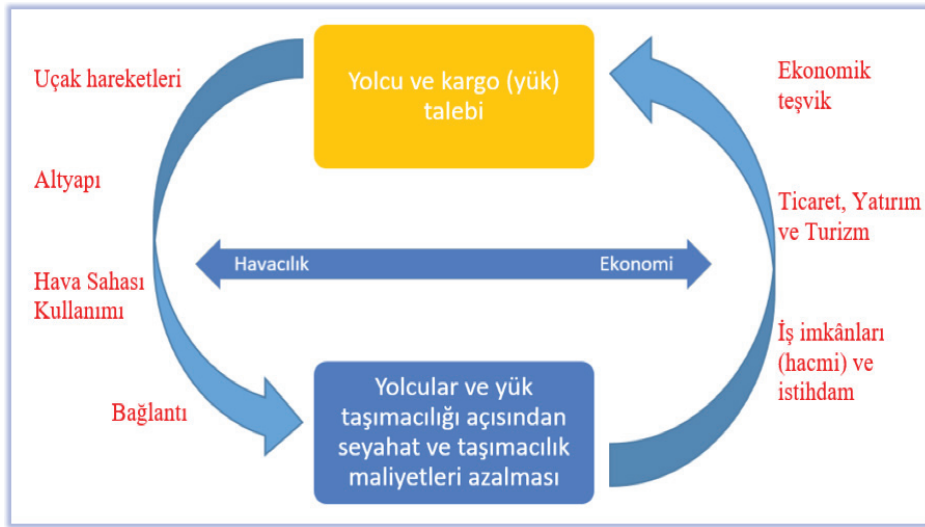 Uçak hareketleri
Altyapı
Hava Sahası
Kullanımı
Bağlantı
Yolcu ve kargo (yük)
talebi
Havacılık
Ekonomi
Yolcular ve yük
taşımacılığı açısından
seyahat ve taşımacılık
maliyetleri azalması
Ekonomik
teşvik
Ticaret, Yatırım
ve Turizm
İş imkânları
(hacmi) ve
istihdam